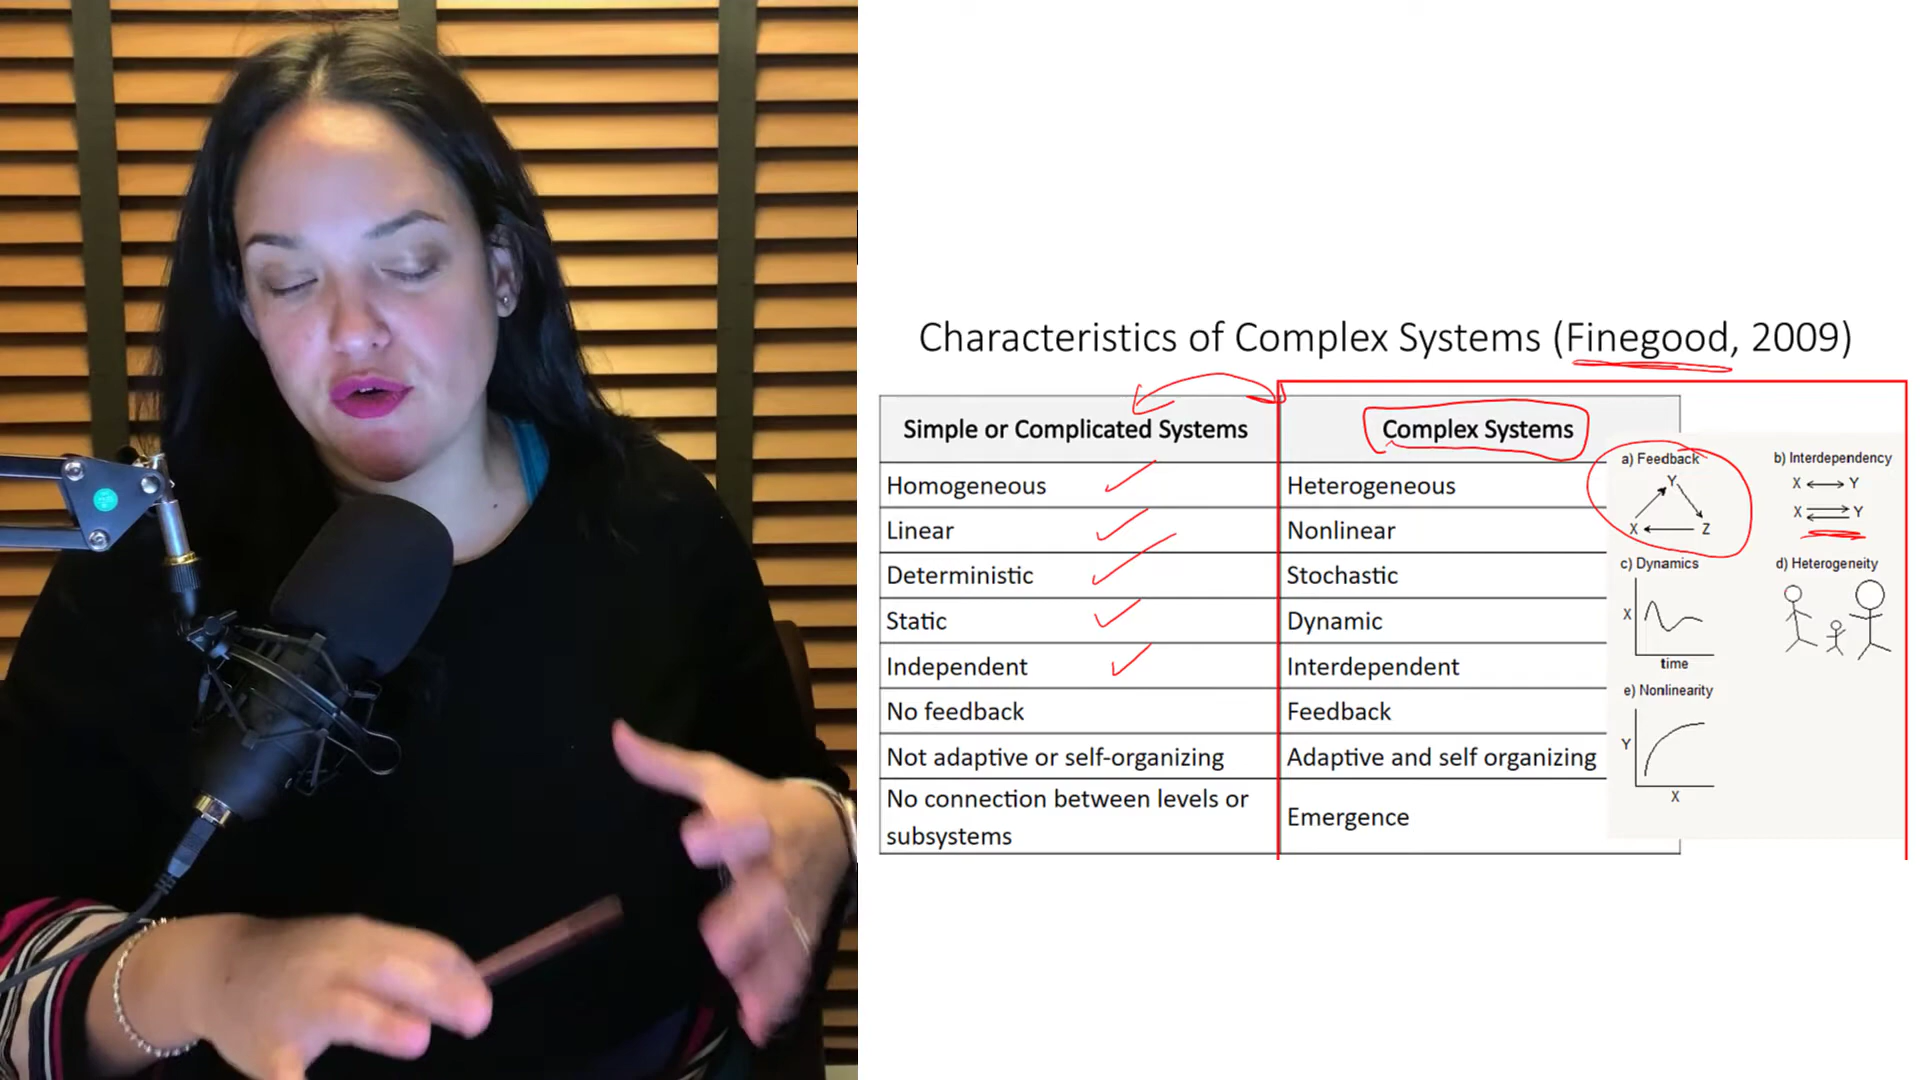 Characteristics of Complex Systems (Finegood, 2009)
Simple or Complicated Systems
Complex Systems
Homogeneous
Heterogeneous
Linear
Nonlinear
Deterministic
Stochastic
Static
Dynamic
Independent
Interdependent
No feedback
Feedback
Not adaptive or self-organizing
Adaptive and self organizing
No connection between levels or
subsystems
Emergence
a) Feedback
Y
X
Z
b) Interdependency
X Y
X Y
c) Dynamics
X
time
d) Heterogeneity
e) Nonlinearity
Y
X